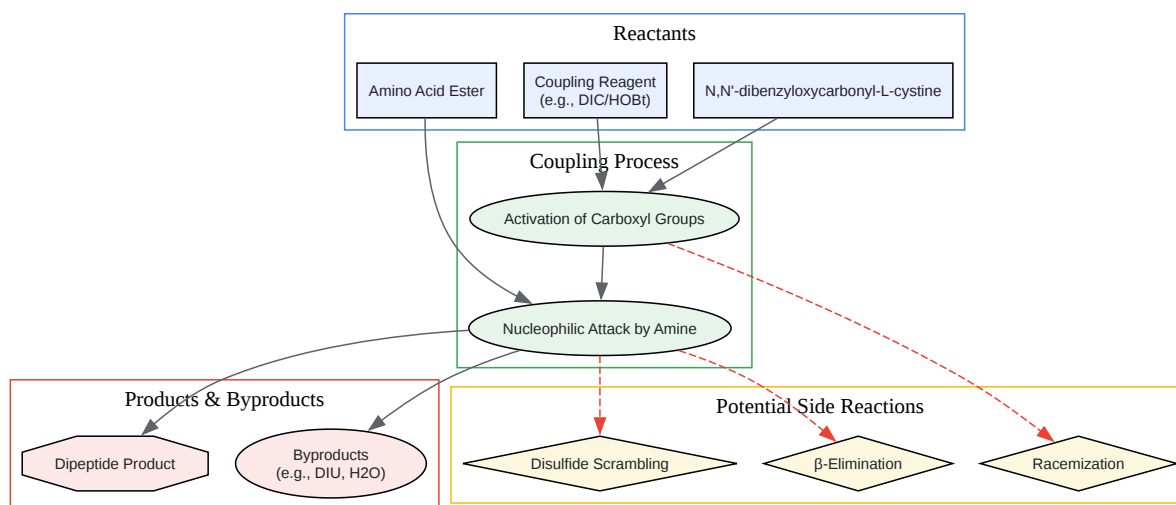 Reactants
Amino Acid Ester
Coupling Reagent
(e.g., DIC/HOBt)
N,N'-dibenzyloxycarbonyl-L-cystine
Coupling Process
Activation of Carboxyl Groups
Nucleophilic Attack by Amine
Products & Byproducts
Dipeptide Product
Byproducts
(e.g., DIU, H2O)
Potential Side Reactions
Disulfide Scrambling
β-Elimination
Racemization